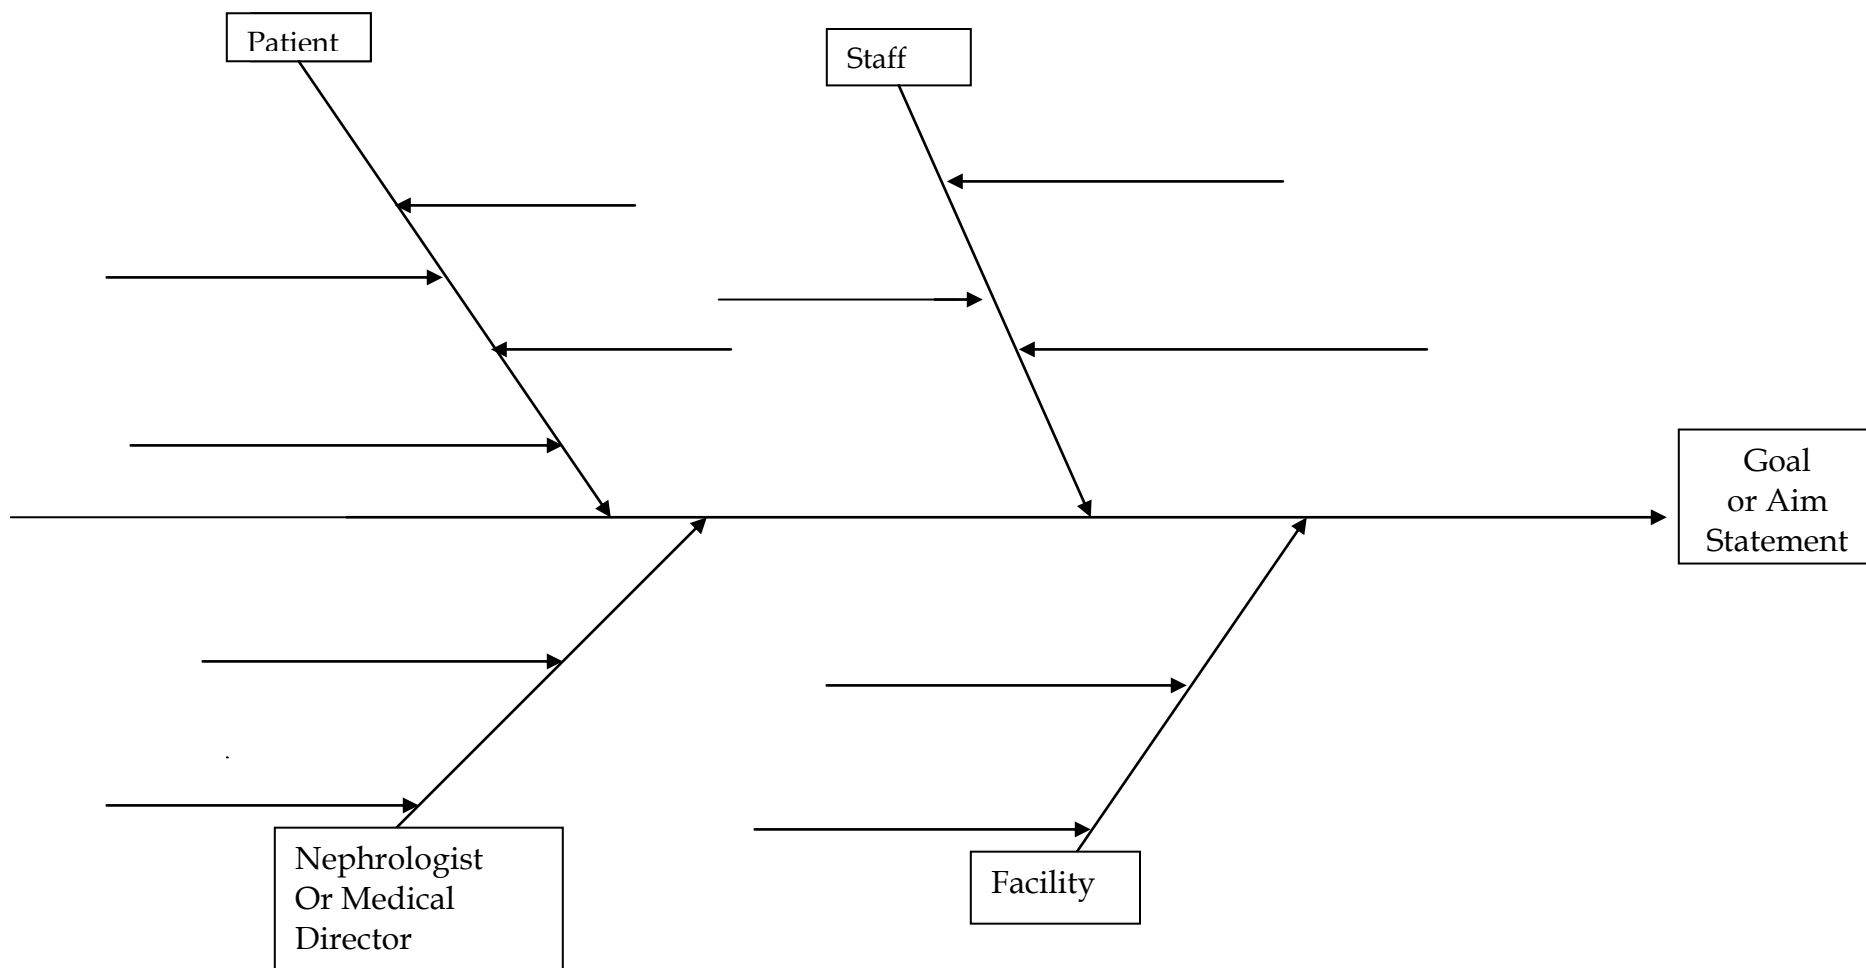 Patient
Staff
Goal
or Aim
Statement
Nephrologist
Or Medical
Director
Facility